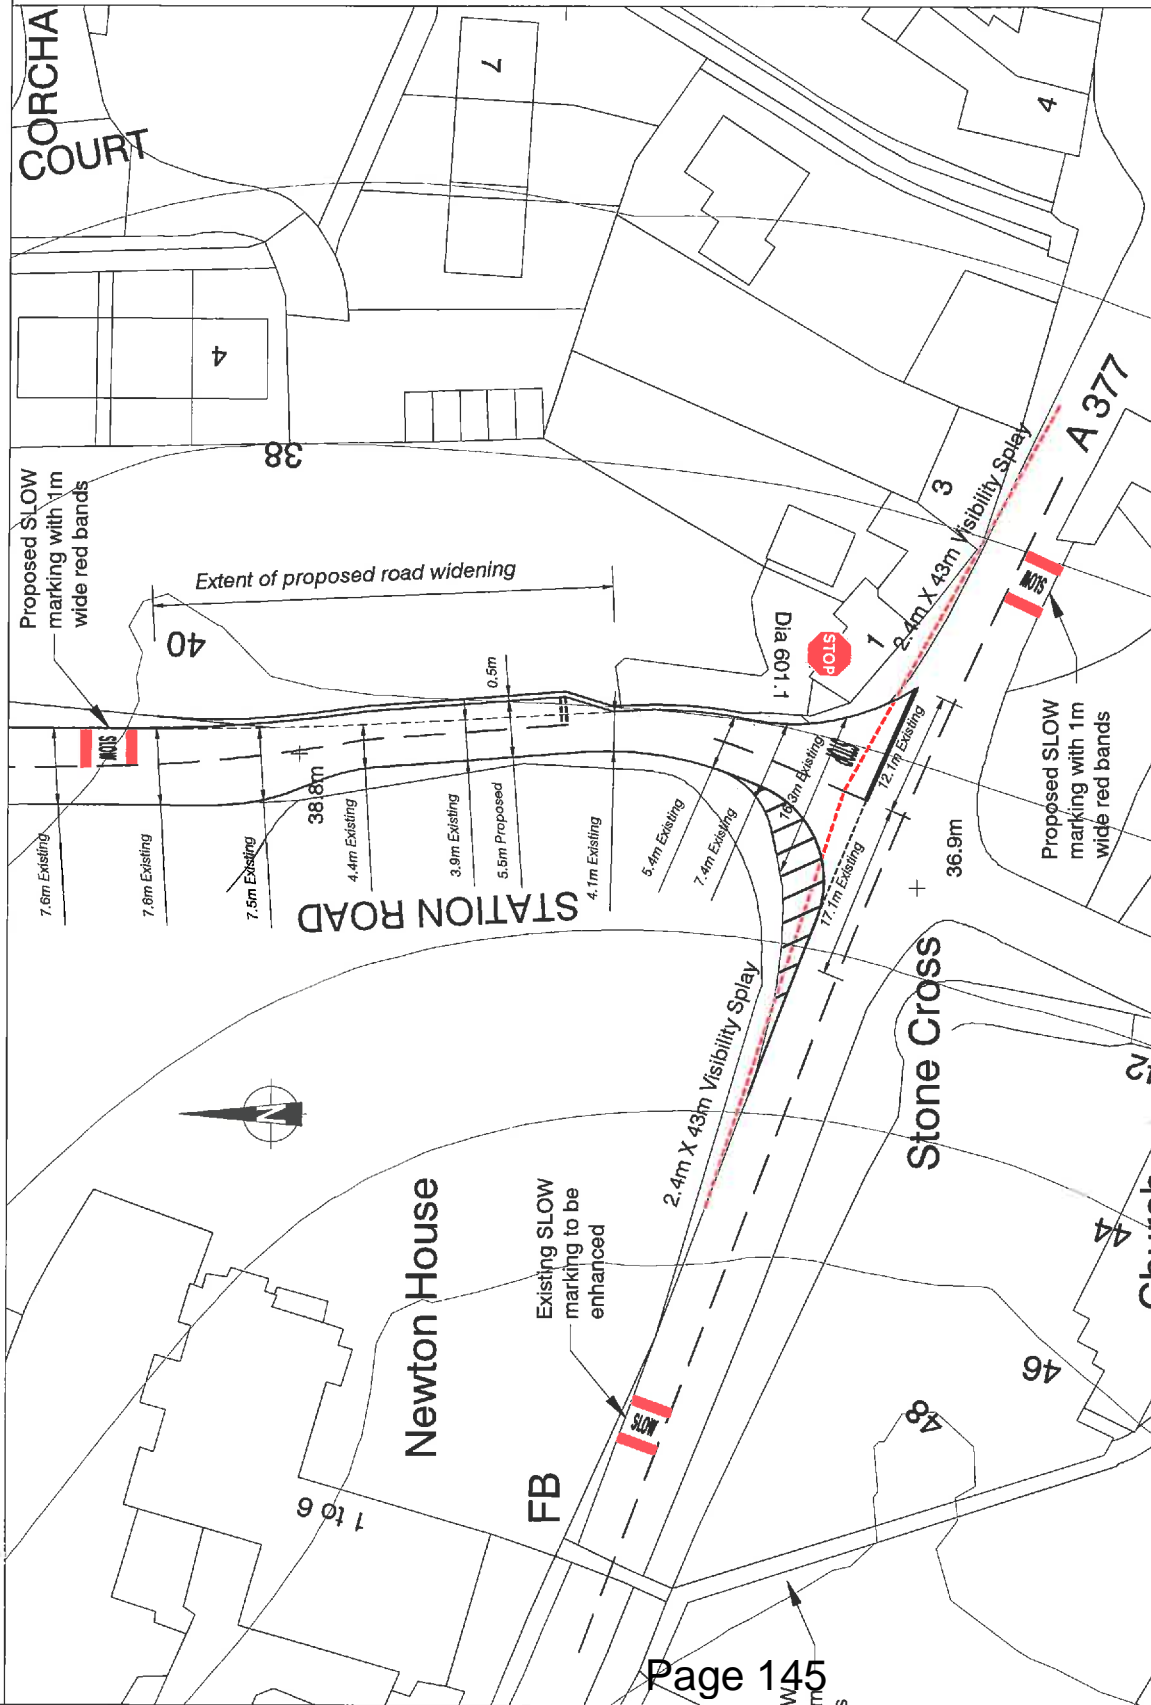 ORCHA
COURT
7
4
4
38
Proposed SLOW
marking with 1m
wide red bands
Extent of proposed road widening
40
SLOW
0.5m
38.8m
7.6m Existing
7.6m Existing
7.5m Existing
4.4m Existing
3.9m Existing
5.5m Proposed
4.1m Existing
5.4m Existing
7.4m Existing
16.3m Existing
STATION ROAD
Dia 601.1
STOP
1
3
2.4m X 43m Visibility Splay
A 377
SLOW
STOP
12.1m Existing
17.1m Existing
36.9m
Proposed SLOW
marking with 1m
wide red bands
2.4m X 43m Visibility Splay
Stone Cross
N
Newton House
Existing SLOW
marking to be
enhanced
SLOW
FB
1 to 6
44
46
48
Page 145